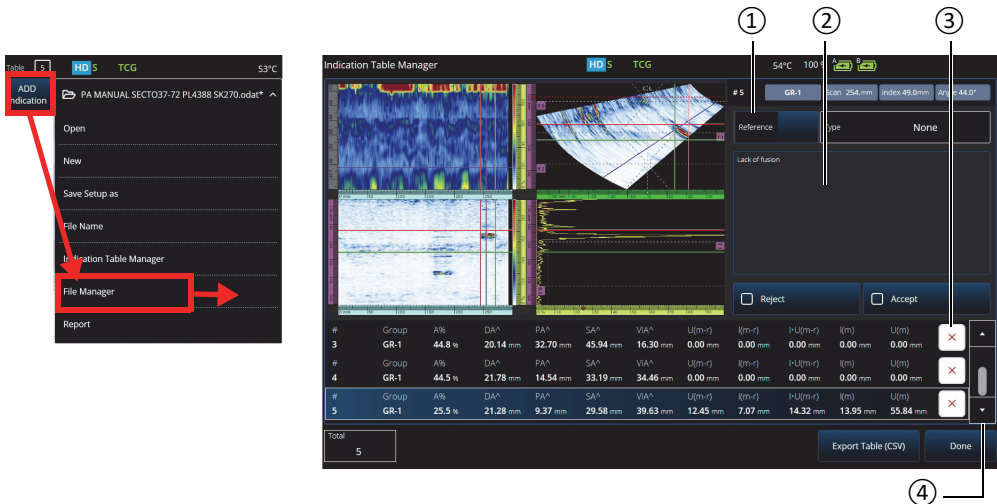 ① ② ③
Table 5 HD S TCG 53°C
ADD
Indication
PA MANUAL SECTO37-72 PL4388 SK270.odat*
Open
New
Save Setup as
File Name
Indication Table Manager
File Manager
Report
Indication Table Manager HD S TCG 54°C 100 % A B
# 5 GR-1 Scan 254.mm Index 49.0mm Angle 44.0°
Reference Type None
Lack of fusion
Reject Accept
# Group A% DA^ PA^ SA^ ViA^ U(m-r) I(m-r) I•U(m-r) I(m) U(m)
3 GR-1 44.8 % 20.14 mm 32.70 mm 45.94 mm 16.30 mm 0.00 mm 0.00 mm 0.00 mm 0.00 mm 0.00 mm
# Group A% DA^ PA^ SA^ ViA^ U(m-r) I(m-r) I•U(m-r) I(m) U(m)
4 GR-1 44.5 % 21.78 mm 14.54 mm 33.19 mm 34.46 mm 0.00 mm 0.00 mm 0.00 mm 0.00 mm 0.00 mm
# Group A% DA^ PA^ SA^ ViA^ U(m-r) I(m-r) I•U(m-r) I(m) U(m)
5 GR-1 25.5 % 21.28 mm 9.37 mm 29.58 mm 39.63 mm 12.45 mm 7.07 mm 14.32 mm 13.95 mm 55.84 mm
Total
5
Export Table (CSV) Done
④